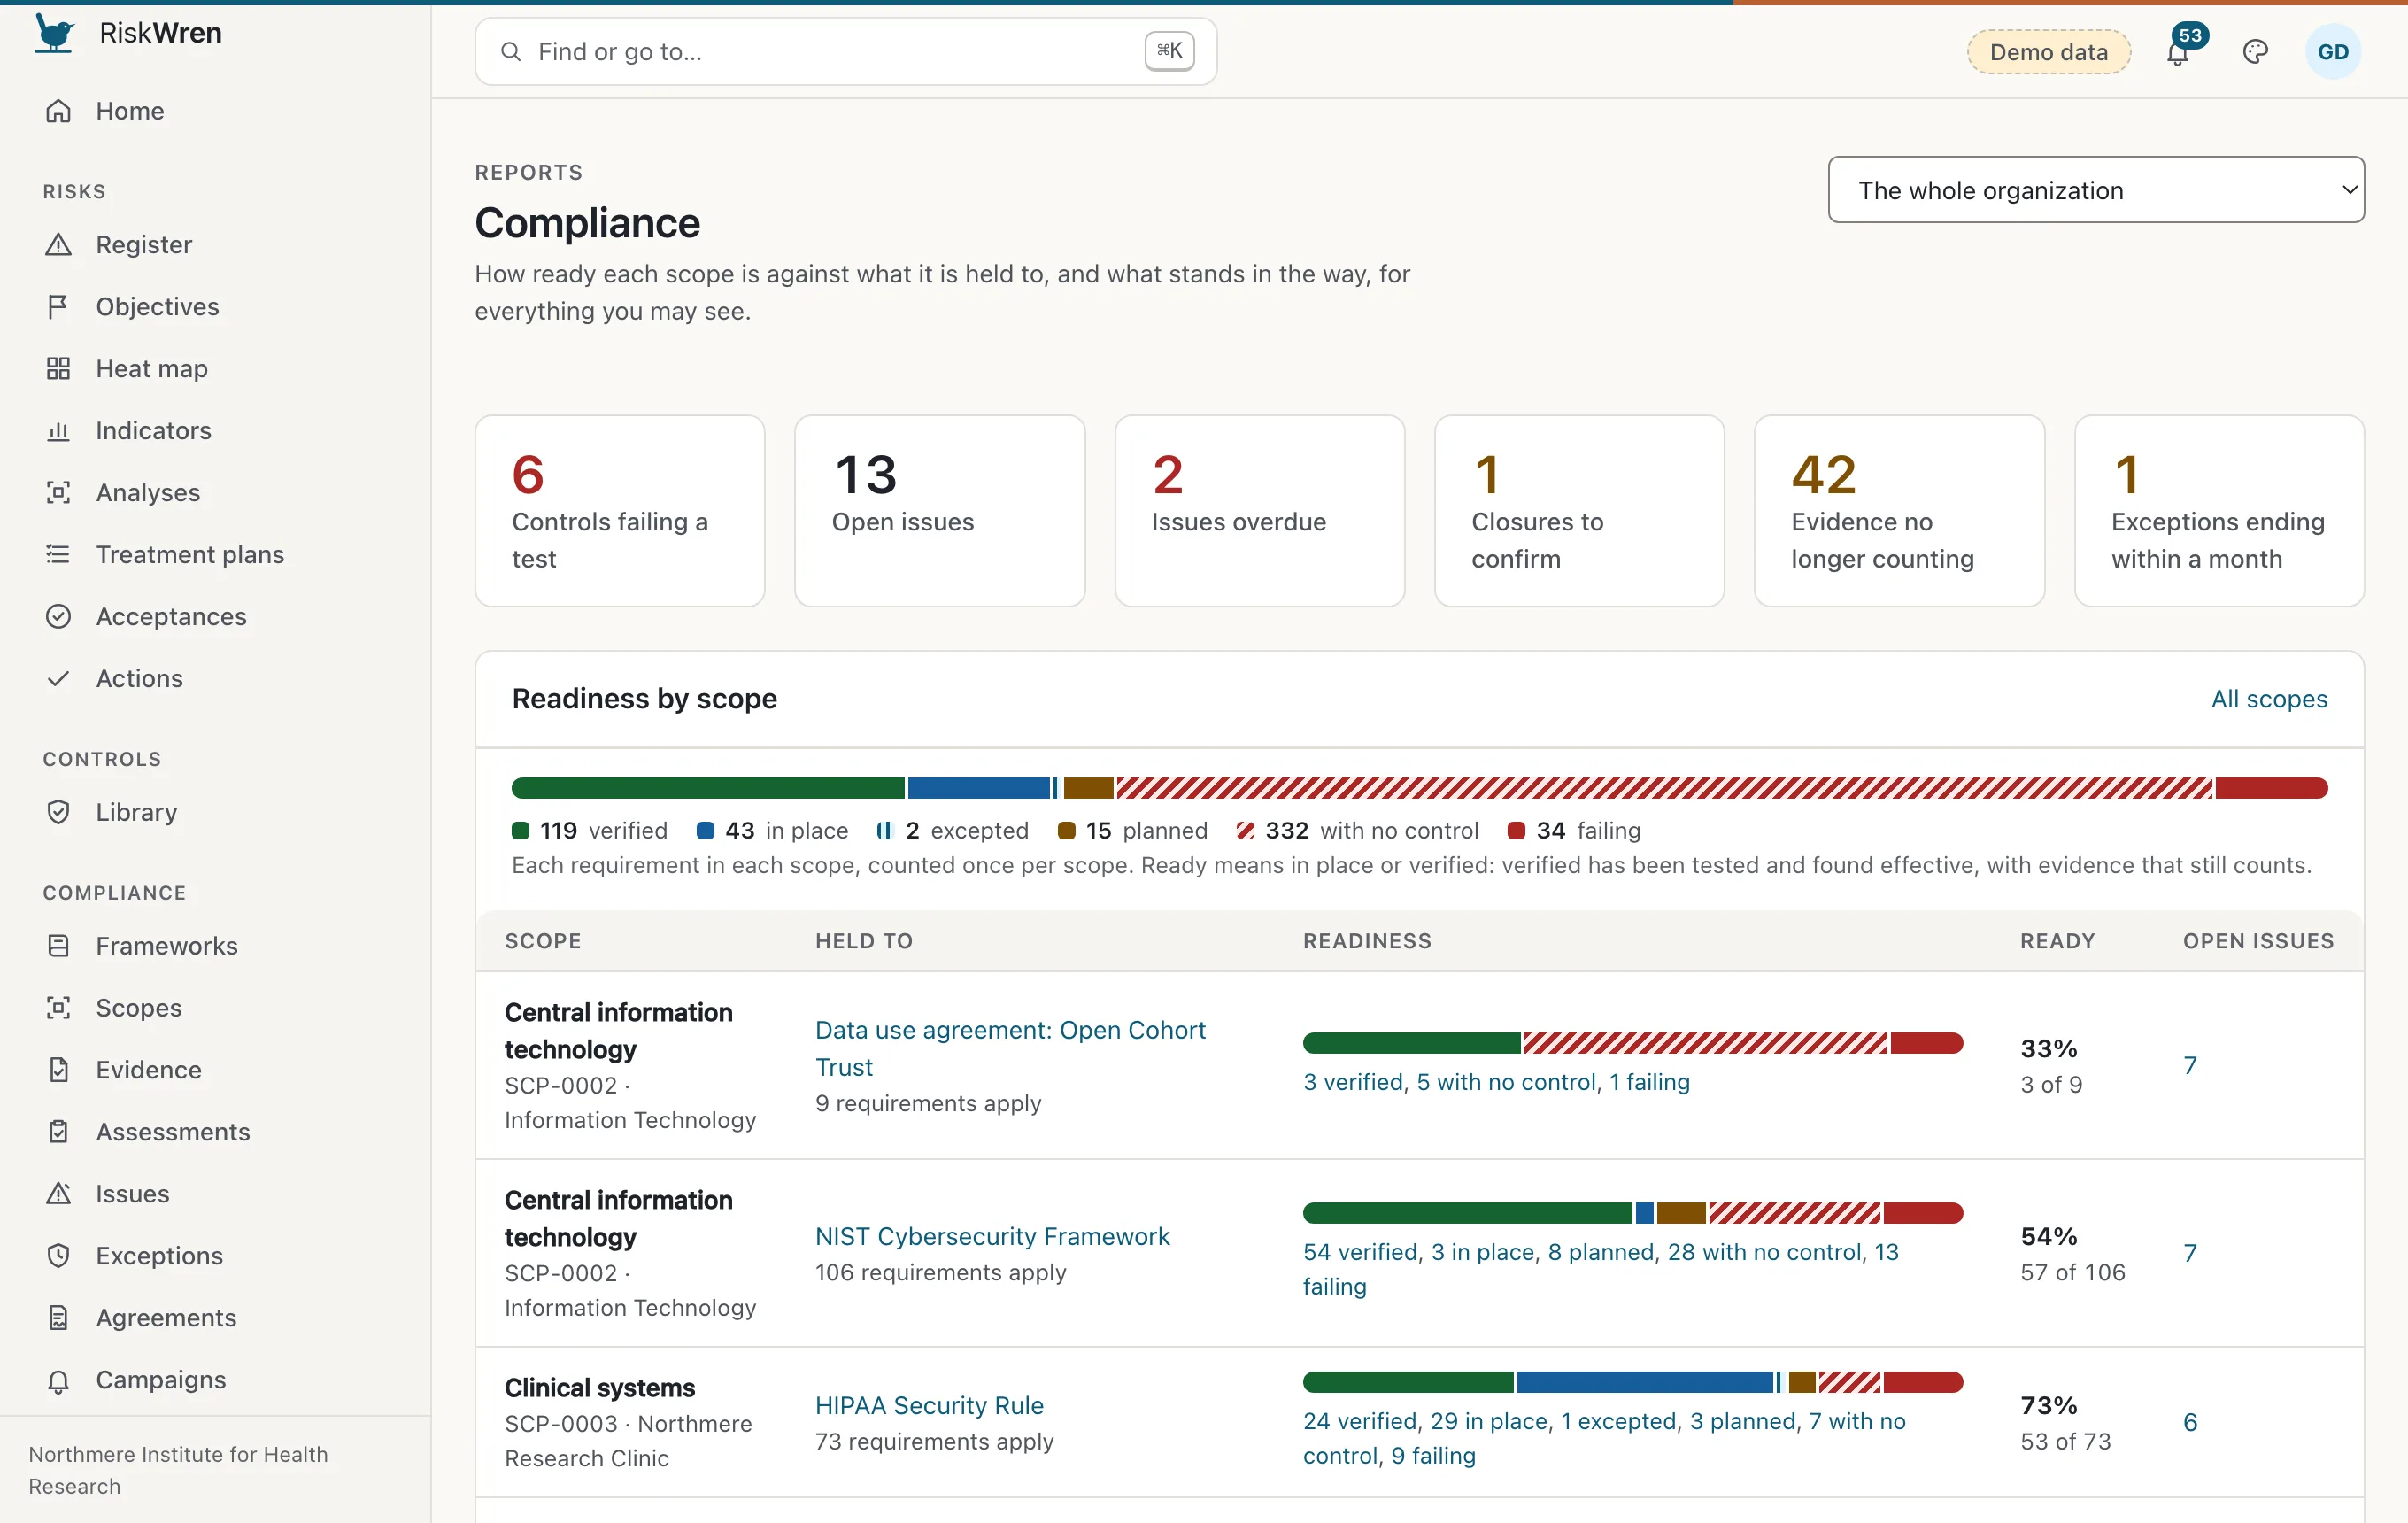 RiskWren
Find or go to...
⌘K
Demo data
53
GD
Home
RISKS
Register
Objectives
Heat map
Indicators
Analyses
Treatment plans
Acceptances
Actions
CONTROLS
Library
COMPLIANCE
Frameworks
Scopes
Evidence
Assessments
Issues
Exceptions
Agreements
Campaigns
Northmere Institute for Health
Research
REPORTS
Compliance
How ready each scope is against what it is held to, and what stands in the way, for
everything you may see.
The whole organization
6
Controls failing a
test
13
Open issues
2
Issues overdue
1
Closures to
confirm
42
Evidence no
longer counting
1
Exceptions ending
within a month
Readiness by scope
All scopes
119 verified 43 in place 2 excepted 15 planned 332 with no control 34 failing
Each requirement in each scope, counted once per scope. Ready means in place or verified: verified has been tested and found effective, with evidence that still counts.
SCOPE HELD TO READINESS READY OPEN ISSUES
Central information
technology
SCP-0002 ·
Information Technology
Data use agreement: Open Cohort
Trust
9 requirements apply
3 verified, 5 with no control, 1 failing
33%
3 of 9
7
Central information
technology
SCP-0002 ·
Information Technology
NIST Cybersecurity Framework
106 requirements apply
54 verified, 3 in place, 8 planned, 28 with no control, 13
failing
54%
57 of 106
7
Clinical systems
SCP-0003 · Northmere
Research Clinic
HIPAA Security Rule
73 requirements apply
24 verified, 29 in place, 1 excepted, 3 planned, 7 with no
control, 9 failing
73%
53 of 73
6